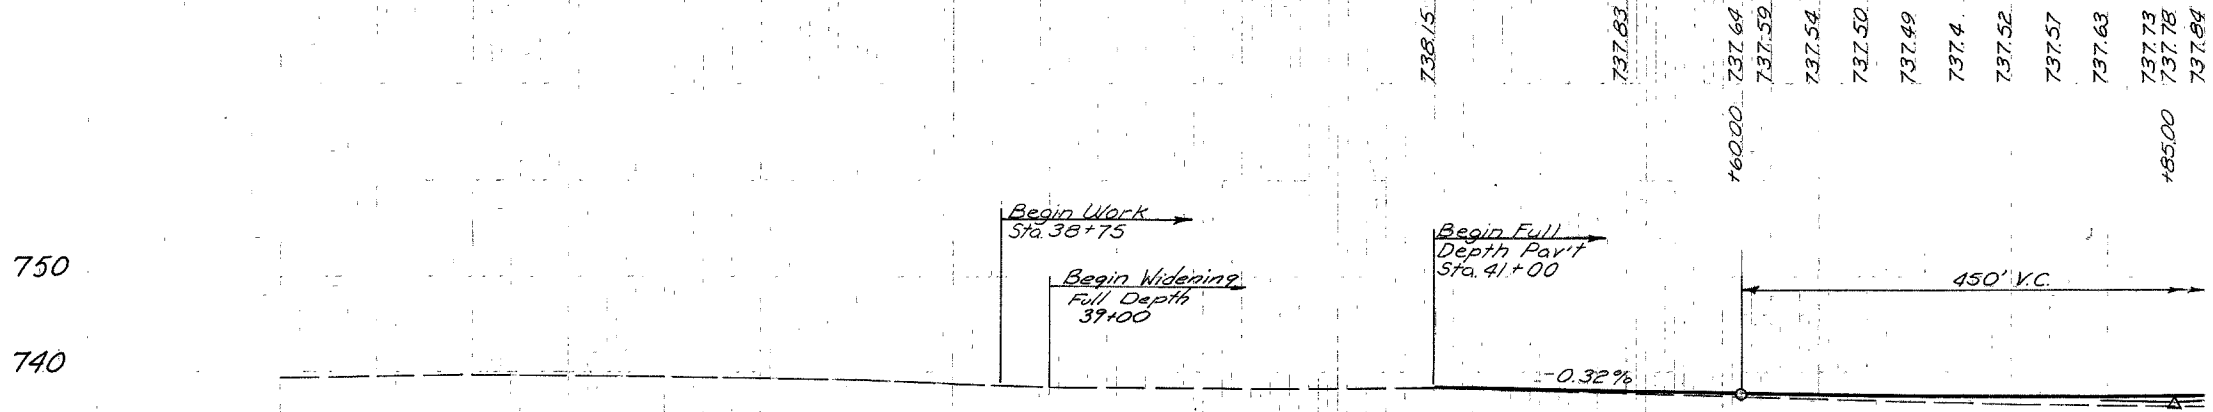 738.15
737.83
737.64
737.59
737.54
737.50
737.49
737.4
737.52
737.57
737.63
737.73
737.78
737.84
+60.00
+85.00
Begin Work
Sta. 38+75
Begin Full
Depth Pav't
Sta. 41+00
750
Begin Widening
Full Depth
39+00
450' V.C.
740
-0.32%